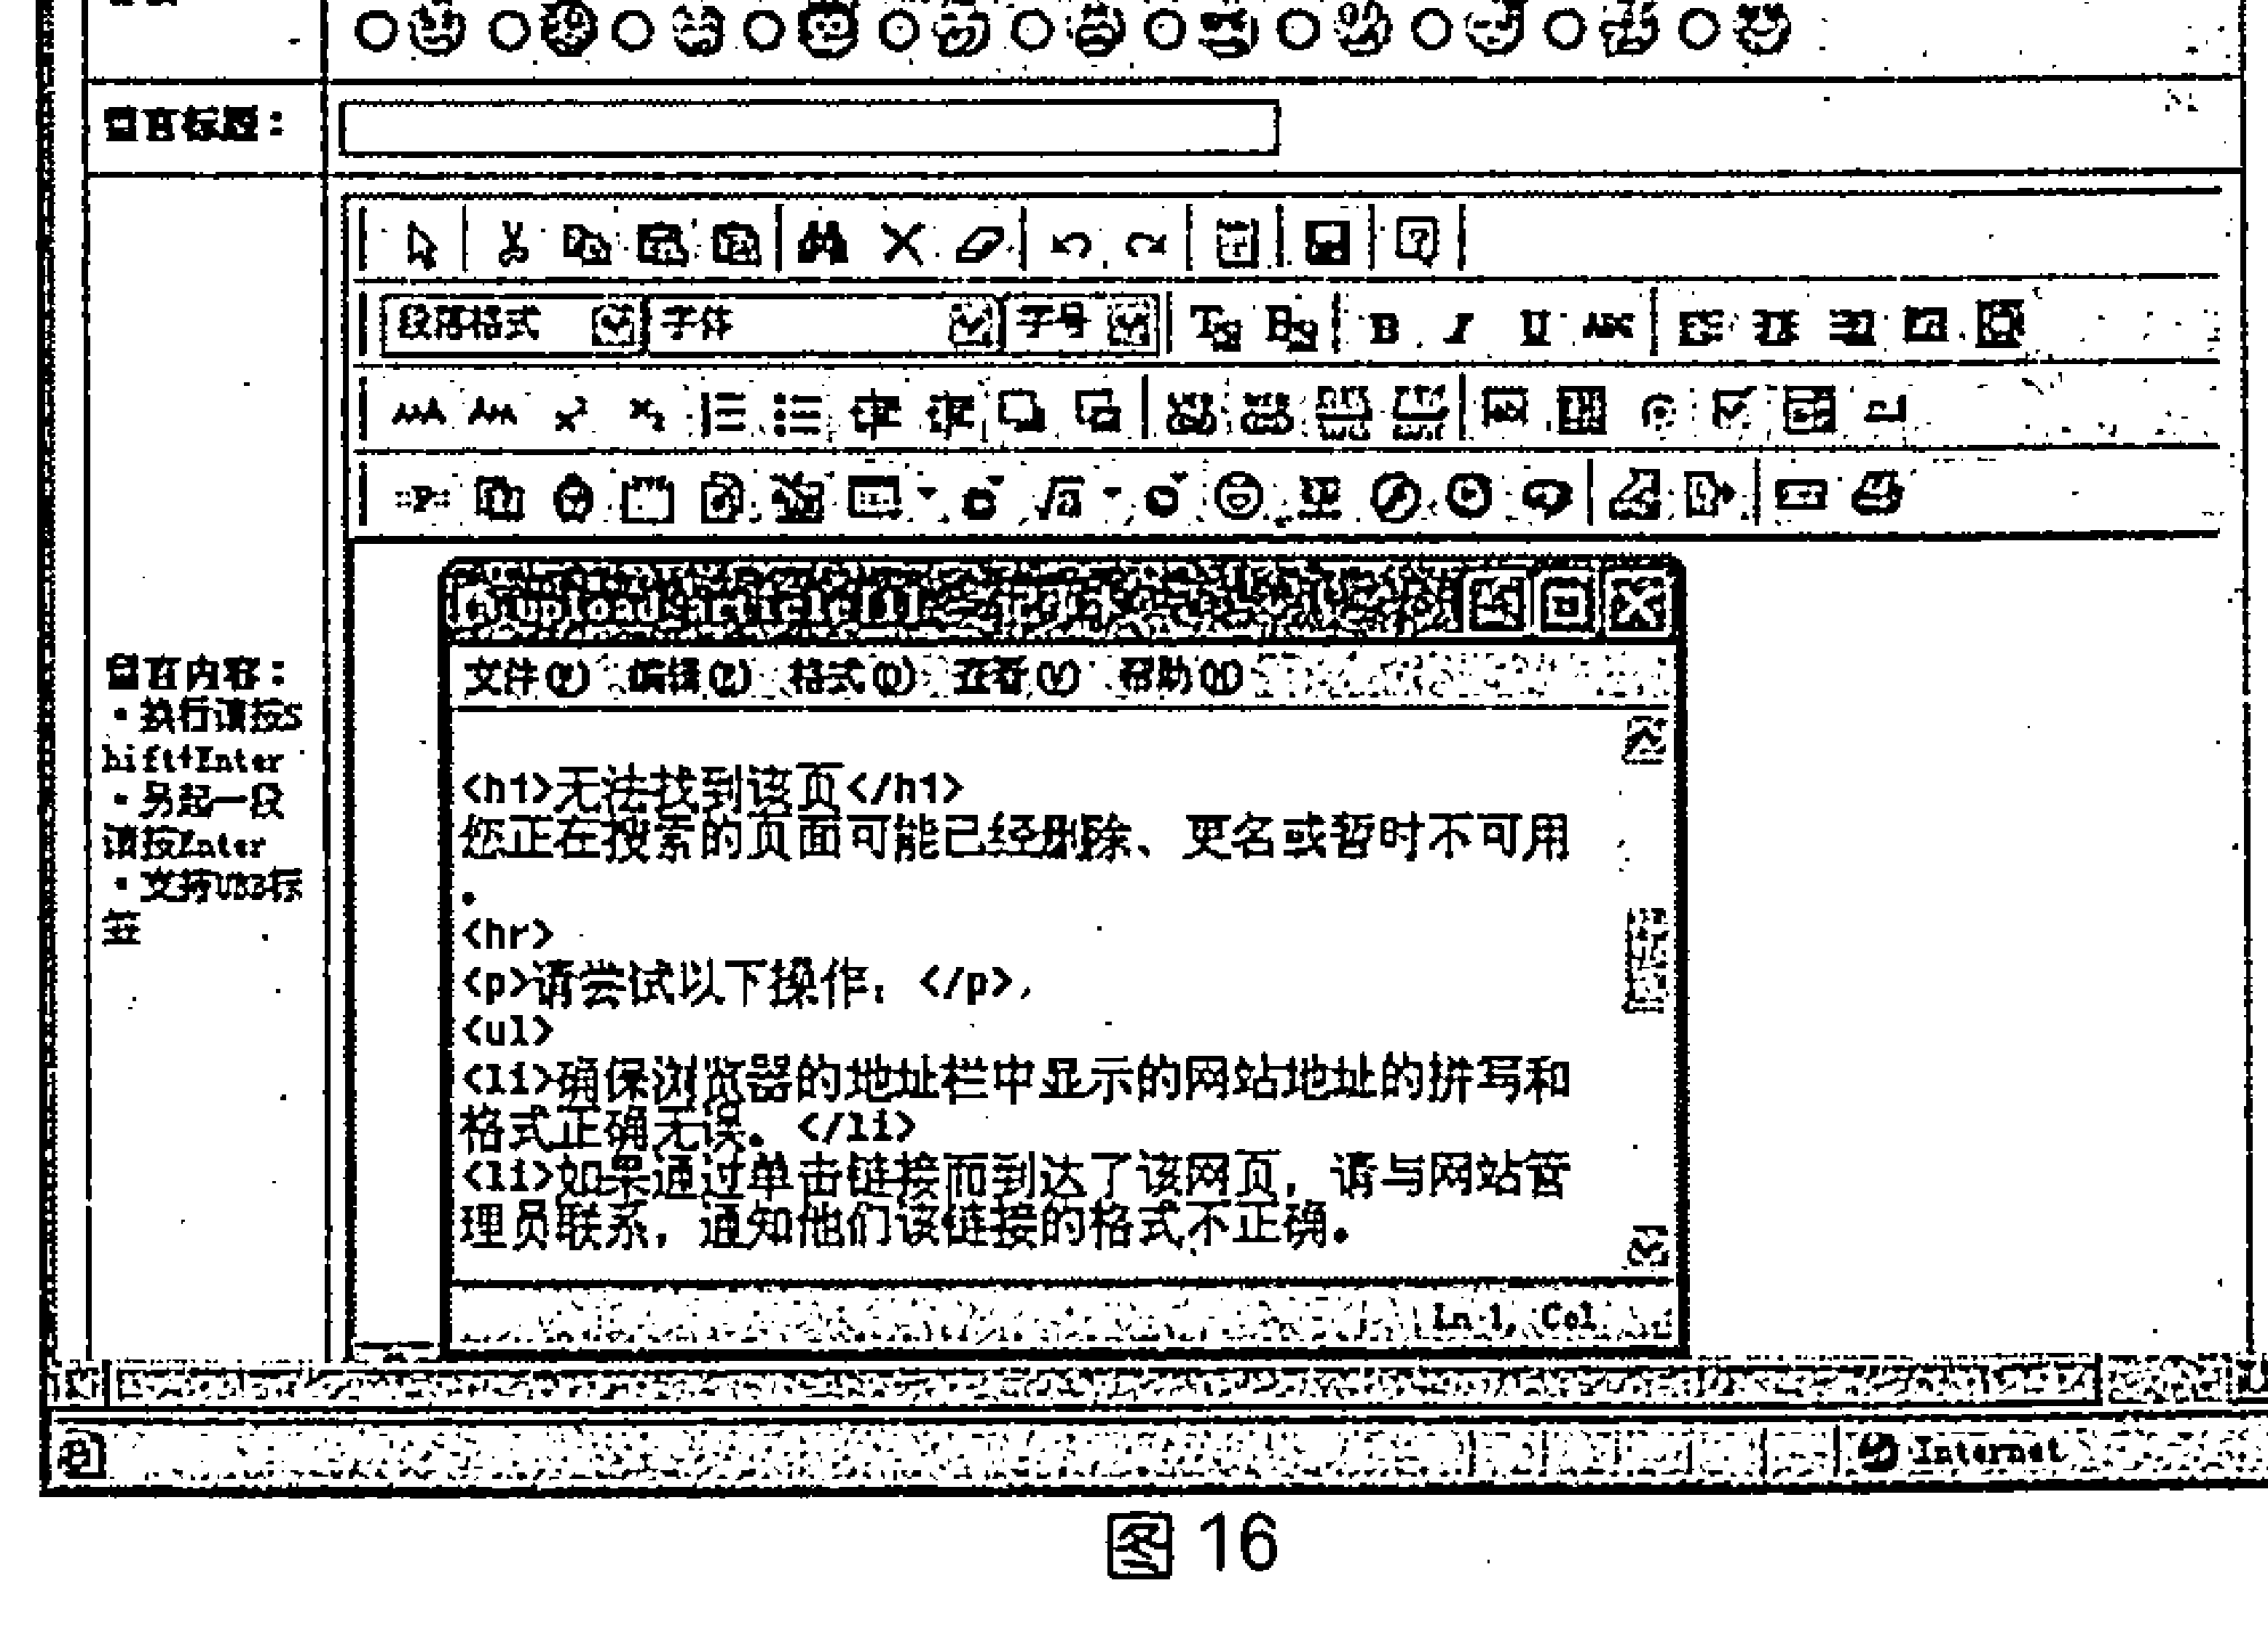 留言标题：
段落格式 字体 字号
B I U ABC
留言内容：
・换行请按S
hift+Enter
・另起一段
请按Enter
・支持UBB标
签
uploadsarticle[1] - 记事本
文件(F) 编辑(E) 格式(O) 查看(V) 帮助(H)
<h1>无法找到该页</h1>
您正在搜索的页面可能已经删除、更名或暂时不可用
。
<hr>
<p>请尝试以下操作：</p>
<ul>
<li>确保浏览器的地址栏中显示的网站地址的拼写和
格式正确无误。</li>
<li>如果通过单击链接而到达了该网页，请与网站管
理员联系，通知他们该链接的格式不正确。
Ln 1, Col
Internet
图 16